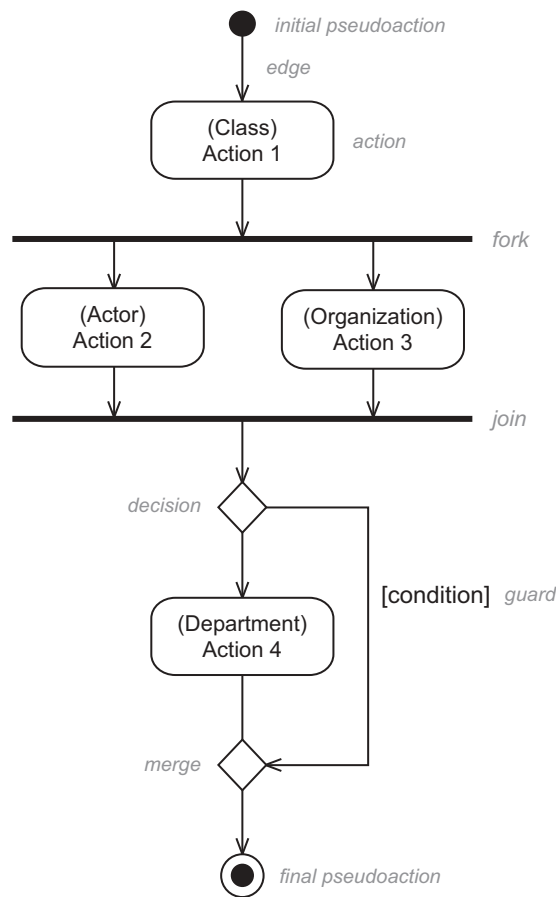 initial pseudoaction
edge
(Class)
Action 1
action
fork
(Actor)
Action 2
(Organization)
Action 3
join
decision
[condition] guard
(Department)
Action 4
merge
final pseudoaction